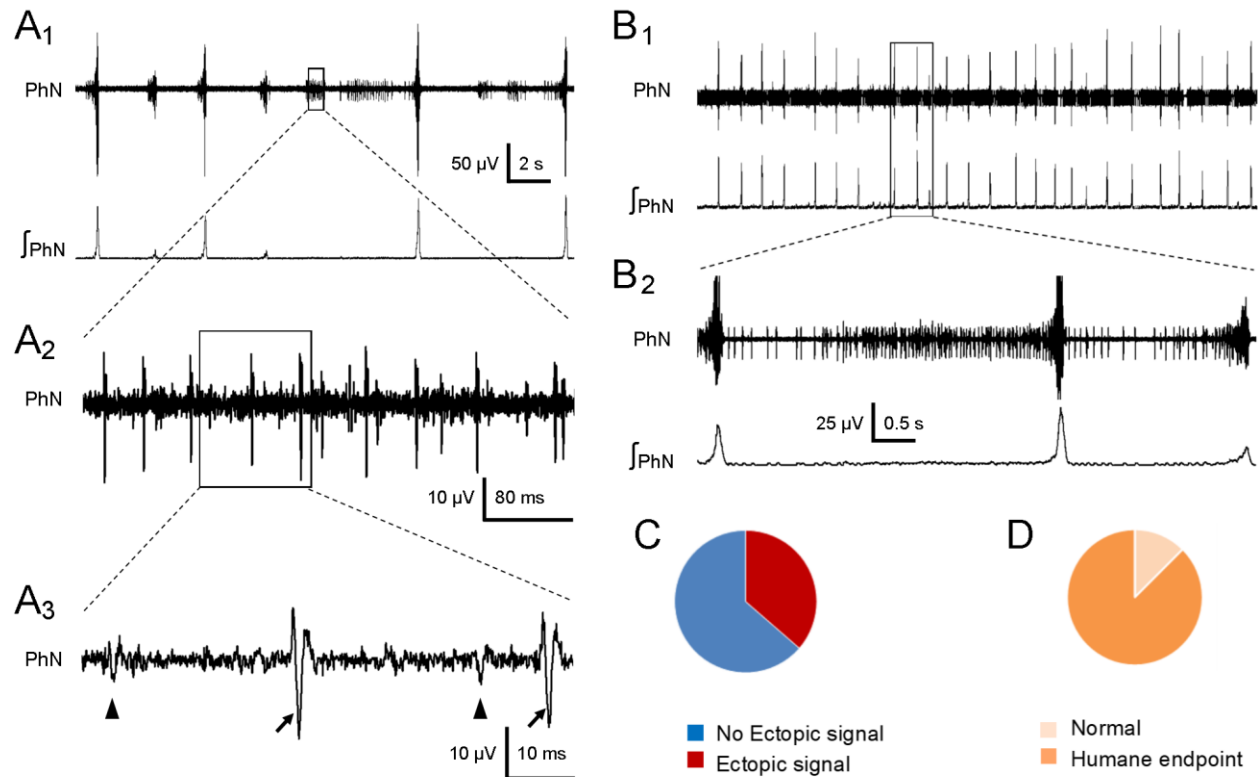 A1
PhN
50 µV 2 s
∫PhN
A2
PhN
10 µV 80 ms
A3
PhN
10 µV 10 ms
B1
PhN
∫PhN
B2
PhN
25 µV 0.5 s
∫PhN
C
No Ectopic signal
Ectopic signal
D
Normal
Humane endpoint